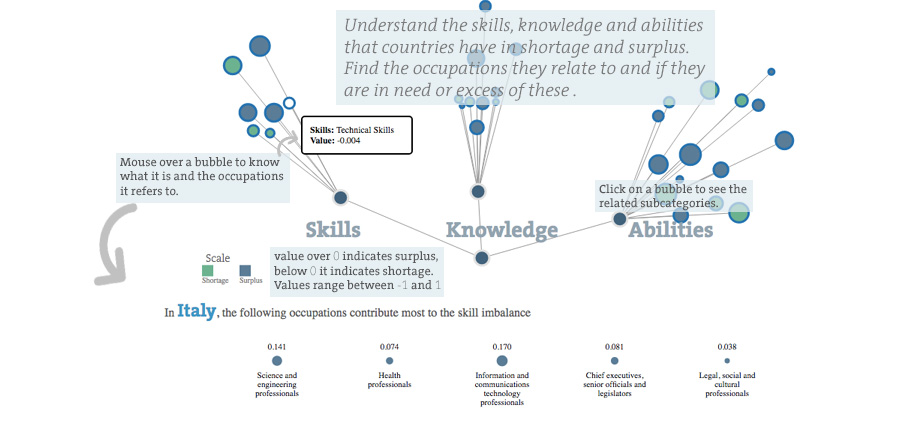 Understand the skills, knowledge and abilities
that countries have in shortage and surplus.
Find the occupations they relate to and if they
are in need or excess of these .
Skills: Technical Skills
Value: -0.004
Mouse over a bubble to know
what it is and the occupations
it refers to.
Click on a bubble to see the
related subcategories.
Skills
Knowledge
Abilities
Scale
Shortage
Surplus
value over 0 indicates surplus,
below 0 it indicates shortage.
Values range between -1 and 1
In Italy, the following occupations contribute most to the skill imbalance
0.141
Science and
engineering
professionals
0.074
Health
professionals
0.170
Information and
communications
technology
professionals
0.081
Chief executives,
senior officials and
legislators
0.038
Legal, social and
cultural
professionals